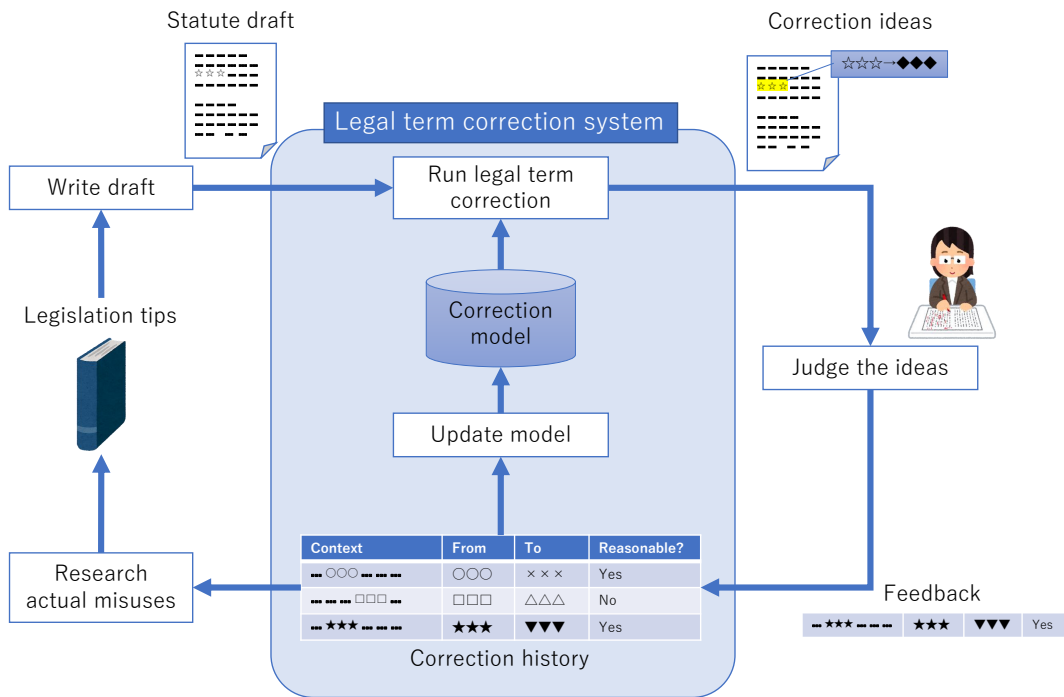 Statute draft
☆☆☆
Correction ideas
☆☆☆→◆◆◆
☆☆☆
Legal term correction system
Write draft
Run legal term
correction
Legislation tips
Correction
model
Judge the ideas
Update model
Research
actual misuses
Context From To Reasonable?
○○○ ○○○ ××× Yes
□□□ □□□ △△△ No
★★★ ★★★ ▼▼▼ Yes
Correction history
Feedback
★★★ ★★★ ▼▼▼ Yes